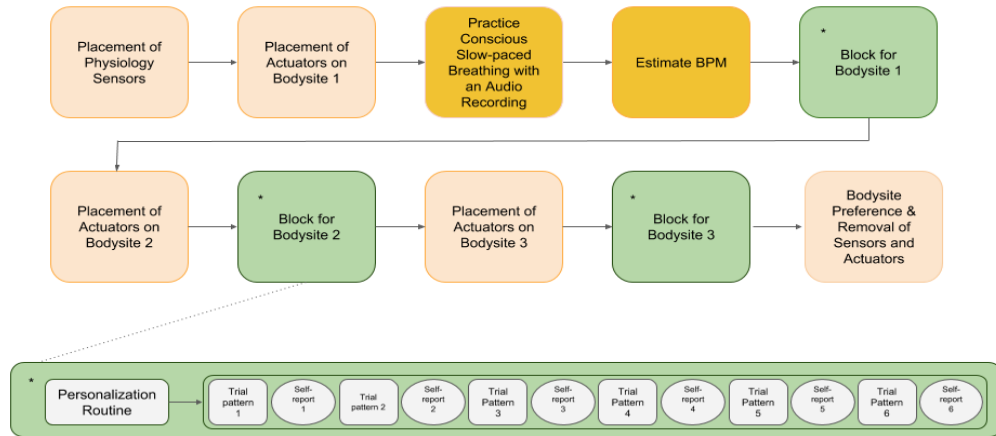 Placement of
Physiology
Sensors
Placement of
Actuators on
Bodysite 1
Practice
Conscious
Slow-paced
Breathing with
an Audio
Recording
Estimate BPM
*
Block for
Bodysite 1
Placement of
Actuators on
Bodysite 2
*
Block for
Bodysite 2
Placement of
Actuators on
Bodysite 3
*
Block for
Bodysite 3
Bodysite
Preference &
Removal of
Sensors and
Actuators
*
Personalization
Routine
Trial
pattern
1
Self-
report
1
Trial
pattern 2
Self-
report
2
Trial
Pattern
3
Self-
report
3
Trial
Pattern
4
Self-
report
4
Trial
Pattern
5
Self-
report
5
Trial
Pattern
6
Self-
report
6